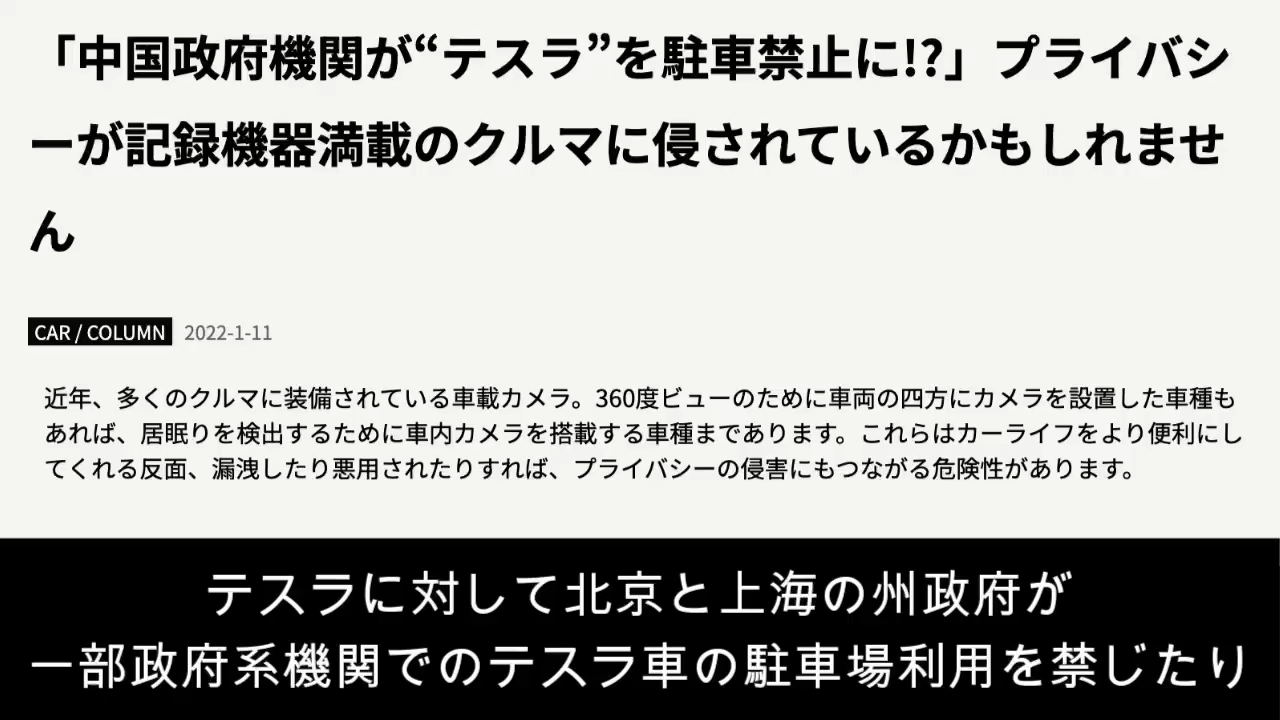 「中国政府機関が“テスラ”を駐車禁止に!?」プライバシ
ーが記録機器満載のクルマに侵されているかもしれませ
ん
CAR / COLUMN 2022-1-11
近年、多くのクルマに装備されている車載カメラ。360度ビューのために車両の四方にカメラを設置した車種も
あれば、居眠りを検出するために車内カメラを搭載する車種まであります。これらはカーライフをより便利にし
てくれる反面、漏洩したり悪用されたりすれば、プライバシーの侵害にもつながる危険性があります。
テスラに対して北京と上海の州政府が
一部政府系機関でのテスラ車の駐車場利用を禁じたり